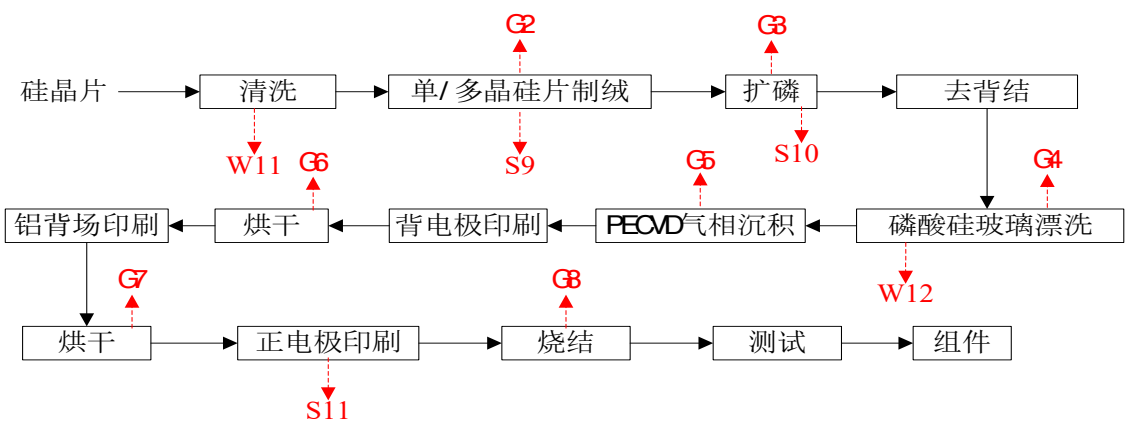 G2
G3
硅晶片
清洗
单/多晶硅片制绒
扩磷
去背结
W11
S9
S10
G6
G5
G4
铝背场印刷
烘干
背电极印刷
PECVD气相沉积
磷酸硅玻璃漂洗
W12
G7
G8
烘干
正电极印刷
烧结
测试
组件
S11